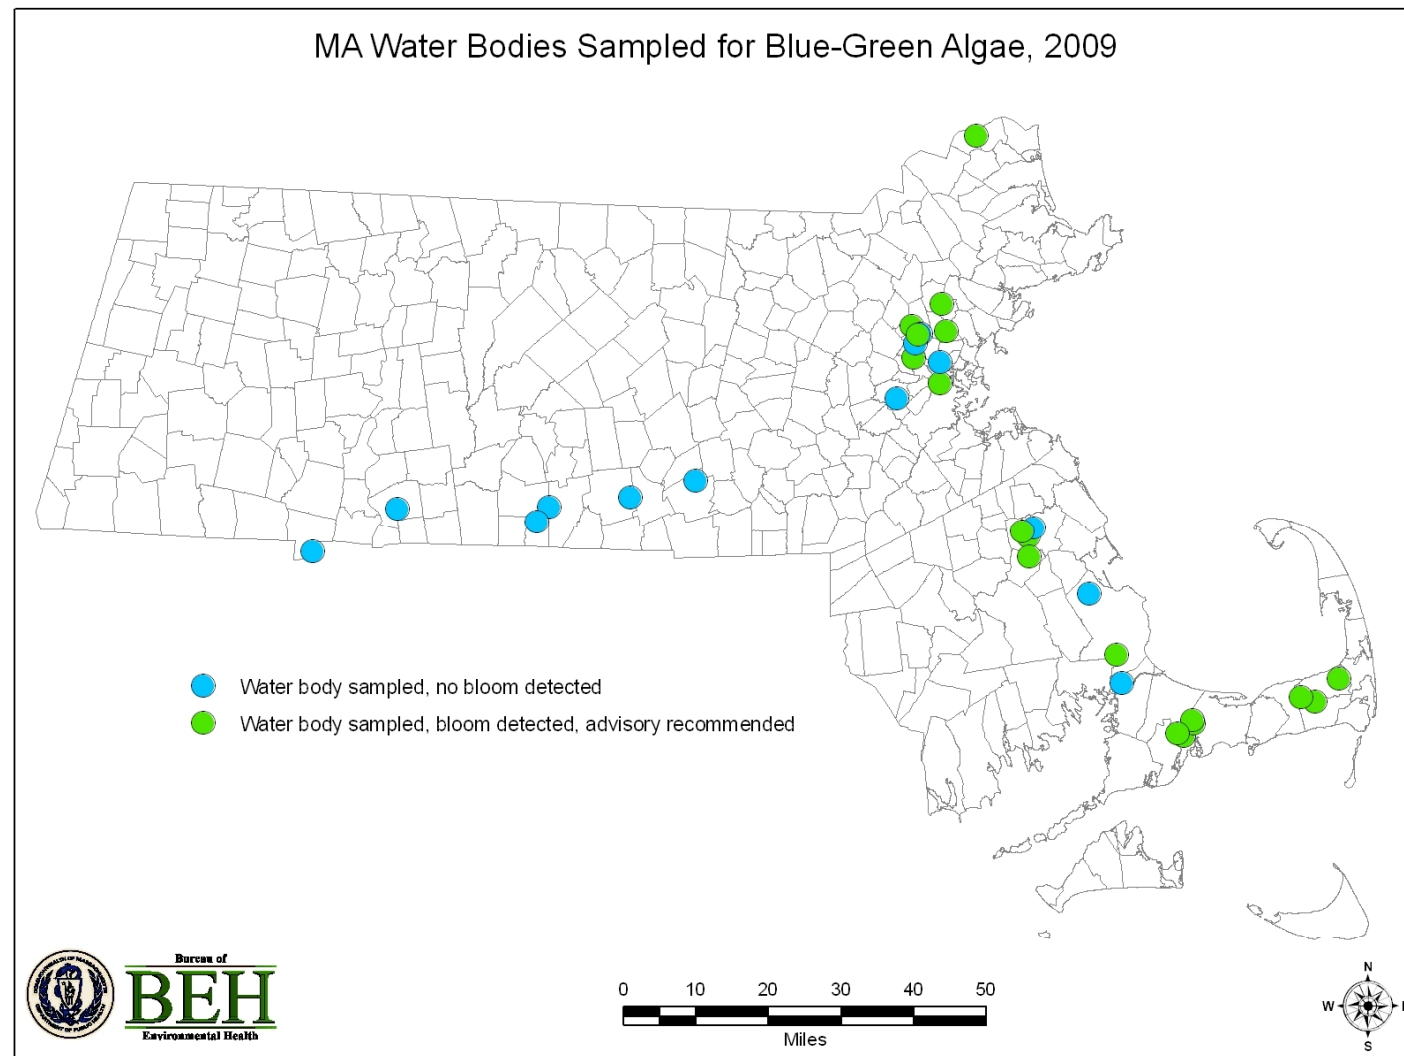 MA Water Bodies Sampled for Blue-Green Algae, 2009
Water body sampled, no bloom detected
Water body sampled, bloom detected, advisory recommended
Bureau of
BEH
Environmental Health
0 10 20 30 40 50
Miles
N
W
S